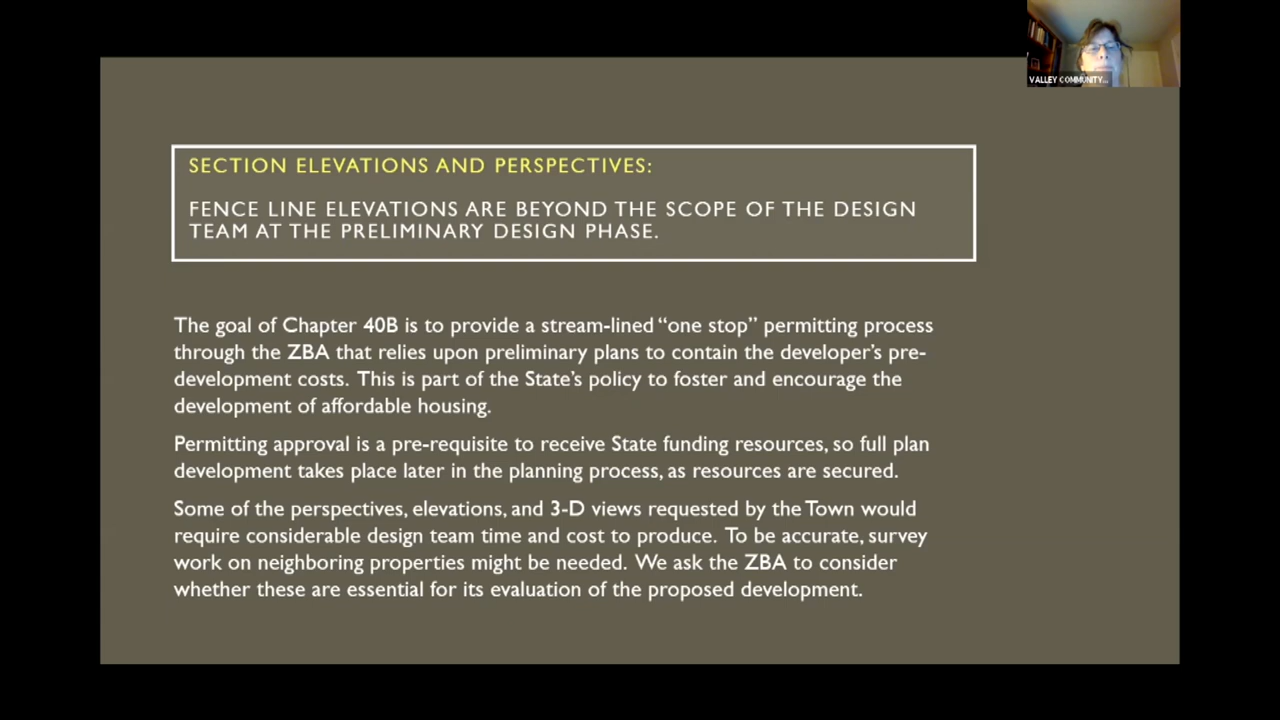 VALLEY COMMUNITY...
SECTION ELEVATIONS AND PERSPECTIVES:
FENCE LINE ELEVATIONS ARE BEYOND THE SCOPE OF THE DESIGN
TEAM AT THE PRELIMINARY DESIGN PHASE.
The goal of Chapter 40B is to provide a stream-lined “one stop” permitting process
through the ZBA that relies upon preliminary plans to contain the developer’s pre-
development costs. This is part of the State’s policy to foster and encourage the
development of affordable housing.
Permitting approval is a pre-requisite to receive State funding resources, so full plan
development takes place later in the planning process, as resources are secured.
Some of the perspectives, elevations, and 3-D views requested by the Town would
require considerable design team time and cost to produce. To be accurate, survey
work on neighboring properties might be needed. We ask the ZBA to consider
whether these are essential for its evaluation of the proposed development.